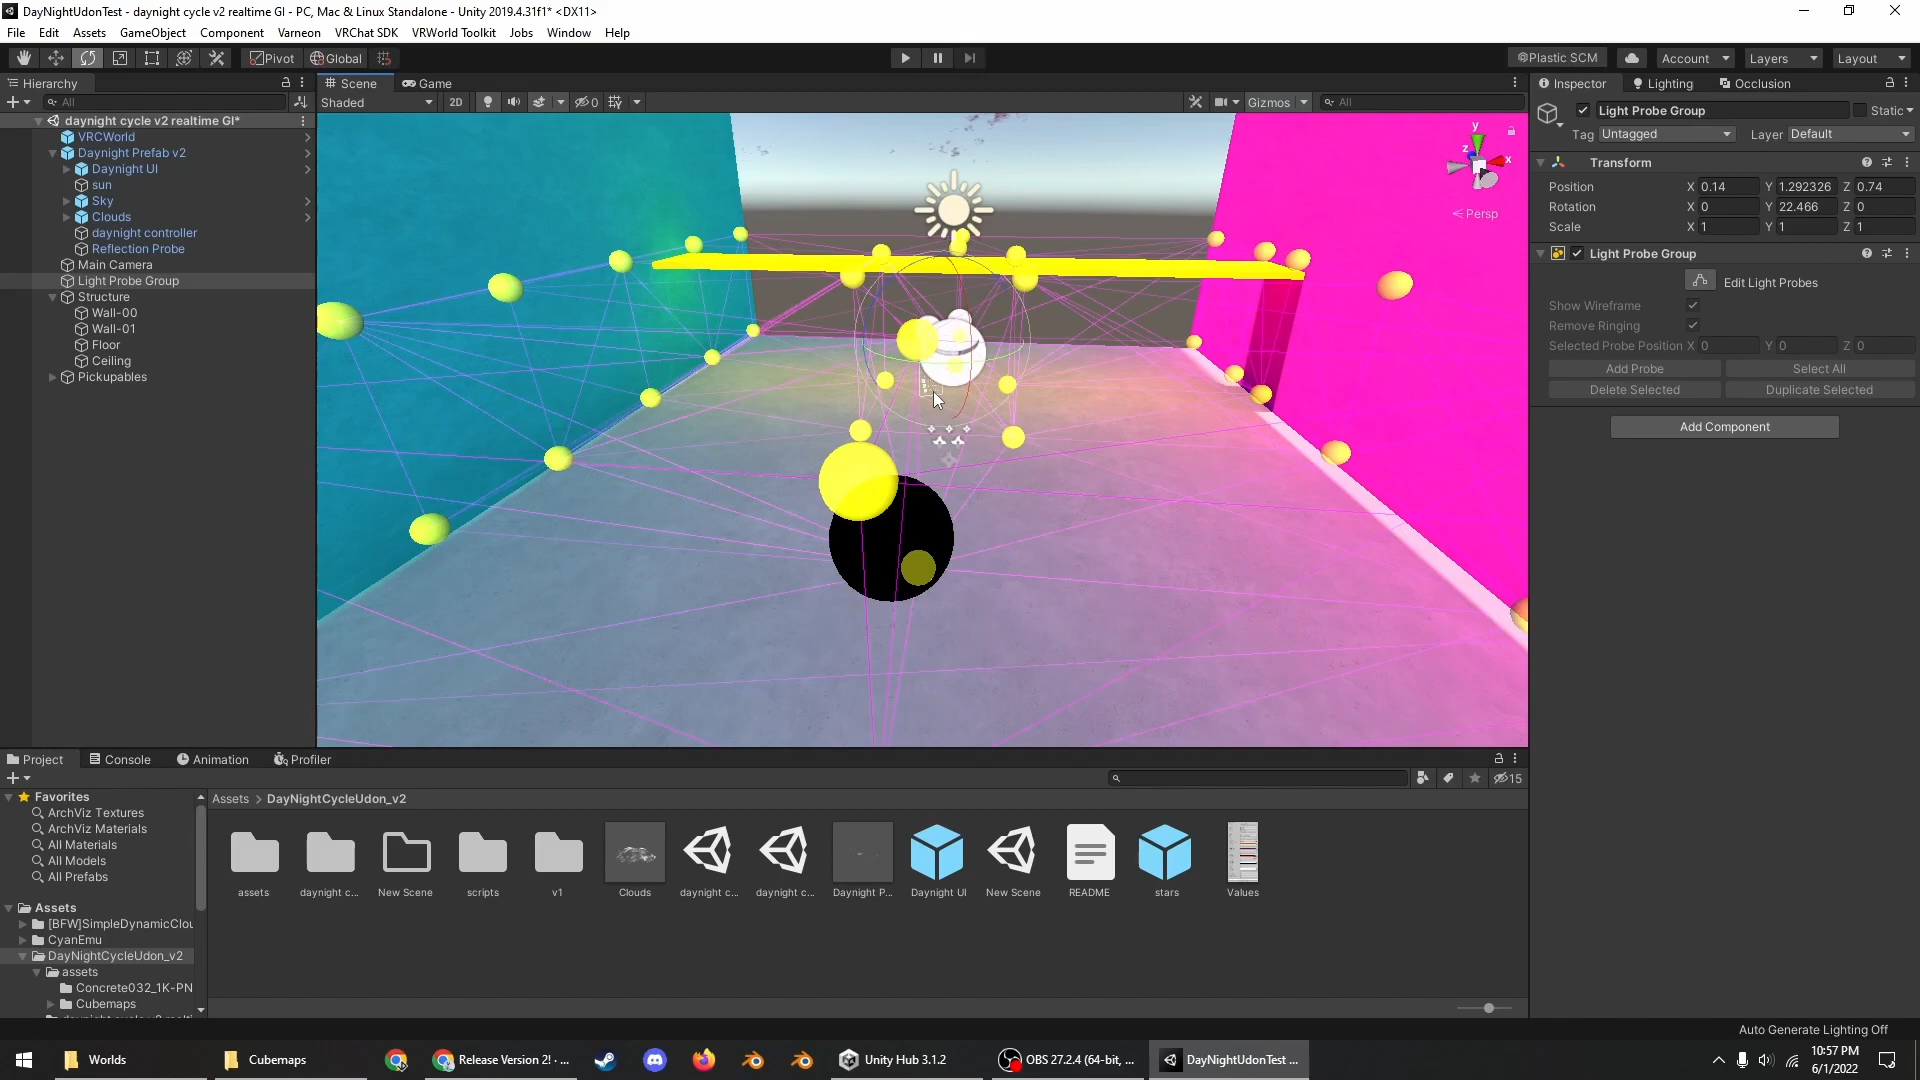 DayNightUdonTest - daynight cycle v2 realtime GI - PC, Mac & Linux Standalone - Unity 2019.4.31f1* <DX11>
File Edit Assets GameObject Component Varneon VRChat SDK VRWorld Toolkit Jobs Window Help
Pivot Global Plastic SCM Account Layers Layout
Hierarchy Scene Game Inspector Lighting Occlusion
All Shaded 2D 0 Gizmos All
daynight cycle v2 realtime GI*
VRCWorld
Daynight Prefab v2
Daynight UI
sun
Sky
Clouds
daynight controller
Reflection Probe
Main Camera
Light Probe Group
Structure
Wall-00
Wall-01
Floor
Ceiling
Pickupables
y
z x
Persp
Light Probe Group Static
Tag Untagged Layer Default
Transform
Position X 0.14 Y 1.292326 Z 0.74
Rotation X 0 Y 22.466 Z 0
Scale X 1 Y 1 Z 1
Light Probe Group
Edit Light Probes
Show Wireframe
Remove Ringing
Selected Probe Position X 0 Y 0 Z 0
Add Probe Select All
Delete Selected Duplicate Selected
Add Component
Project Console Animation Profiler
15
Favorites
ArchViz Textures
ArchViz Materials
All Materials
All Models
All Prefabs
Assets
[BFW]SimpleDynamicClou
CyanEmu
DayNightCycleUdon_v2
assets
Concrete032_1K-PN
Cubemaps
Assets > DayNightCycleUdon_v2
assets daynight c... New Scene scripts v1 Clouds daynight c... daynight c... Daynight P... Daynight UI New Scene README stars Values
Auto Generate Lighting Off
Worlds Cubemaps Release Version 2! · ... Unity Hub 3.1.2 OBS 27.2.4 (64-bit, ... DayNightUdonTest ...
10:57 PM
6/1/2022